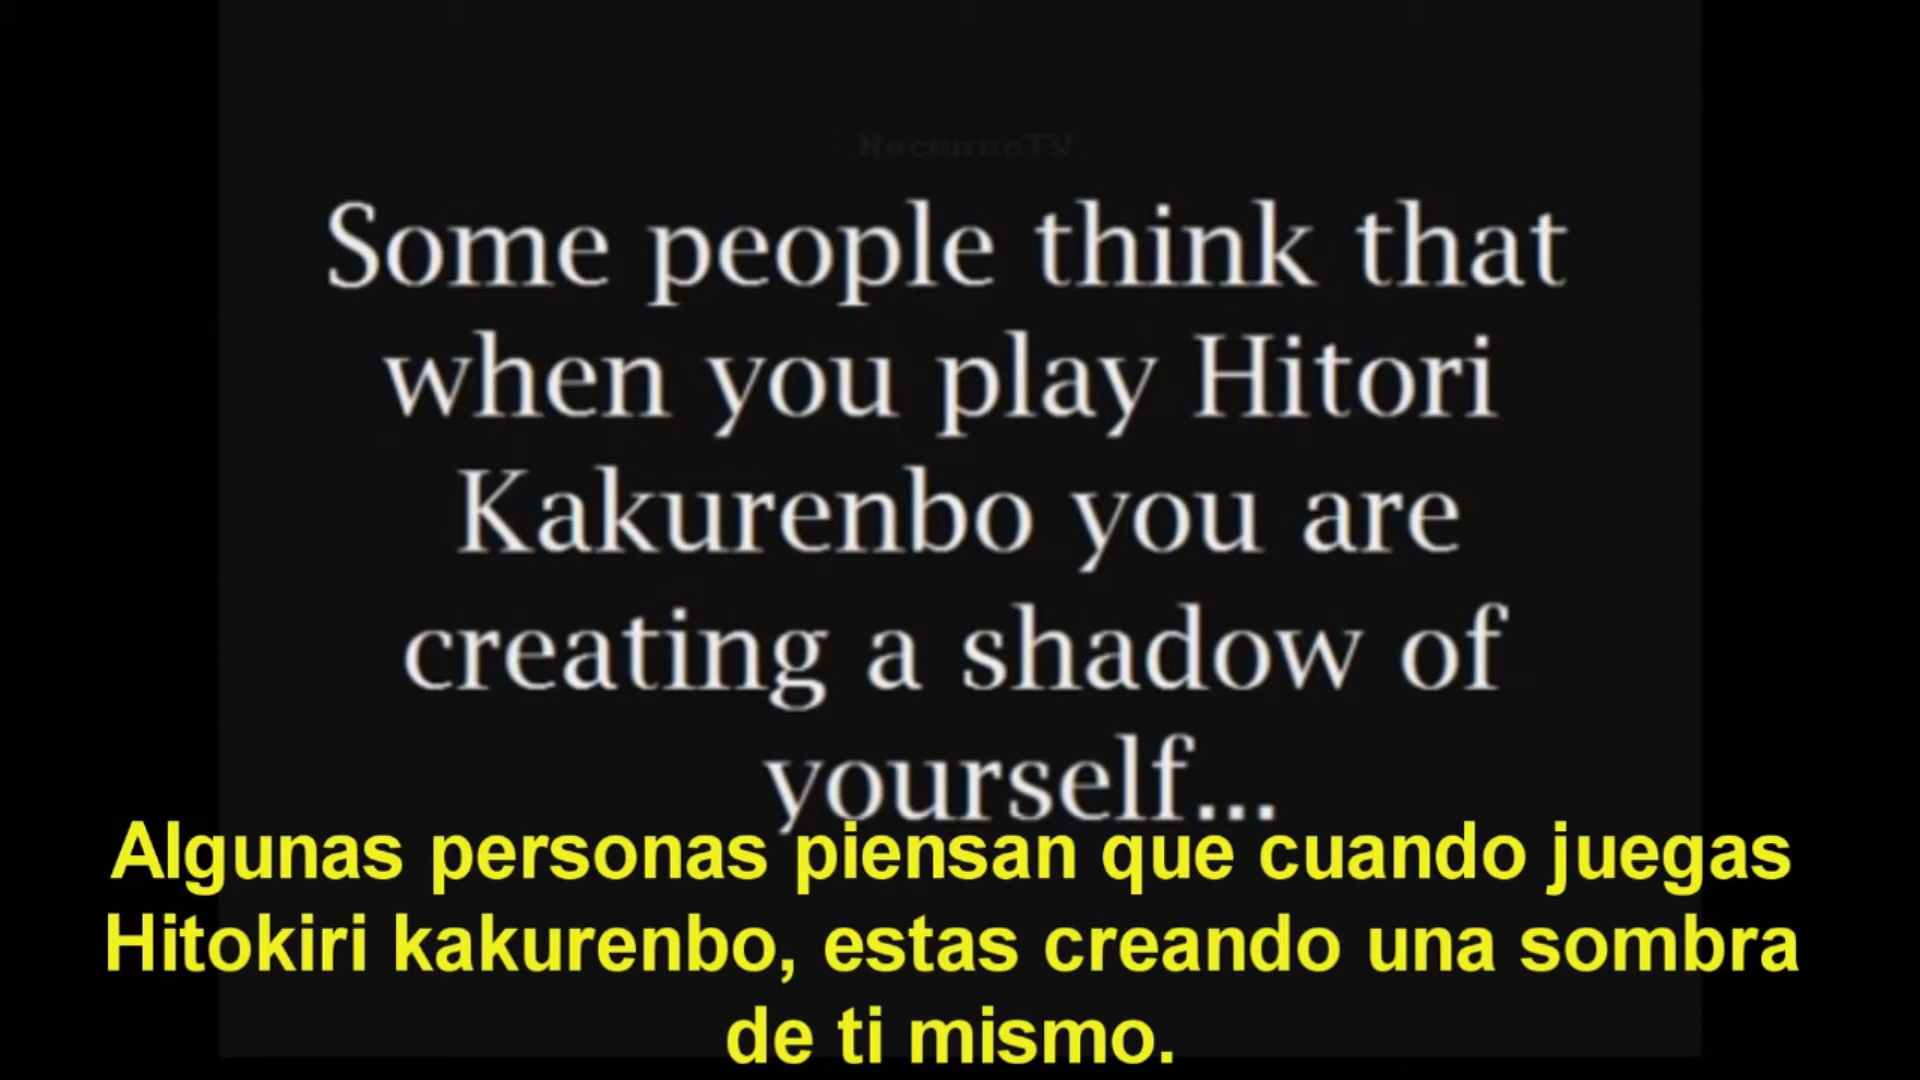 NocturnoTV
Some people think that
when you play Hitori
Kakurenbo you are
creating a shadow of
yourself...
Algunas personas piensan que cuando juegas
Hitokiri kakurenbo, estas creando una sombra
de ti mismo.